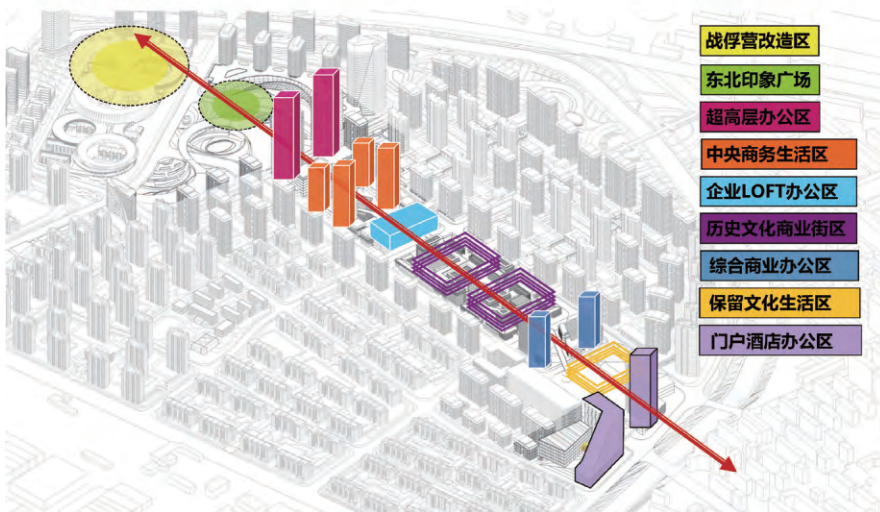 战俘营改造区
东北印象广场
超高层办公区
中央商务生活区
企业LOFT办公区
历史文化商业街区
综合商业办公区
保留文化生活区
门户酒店办公区